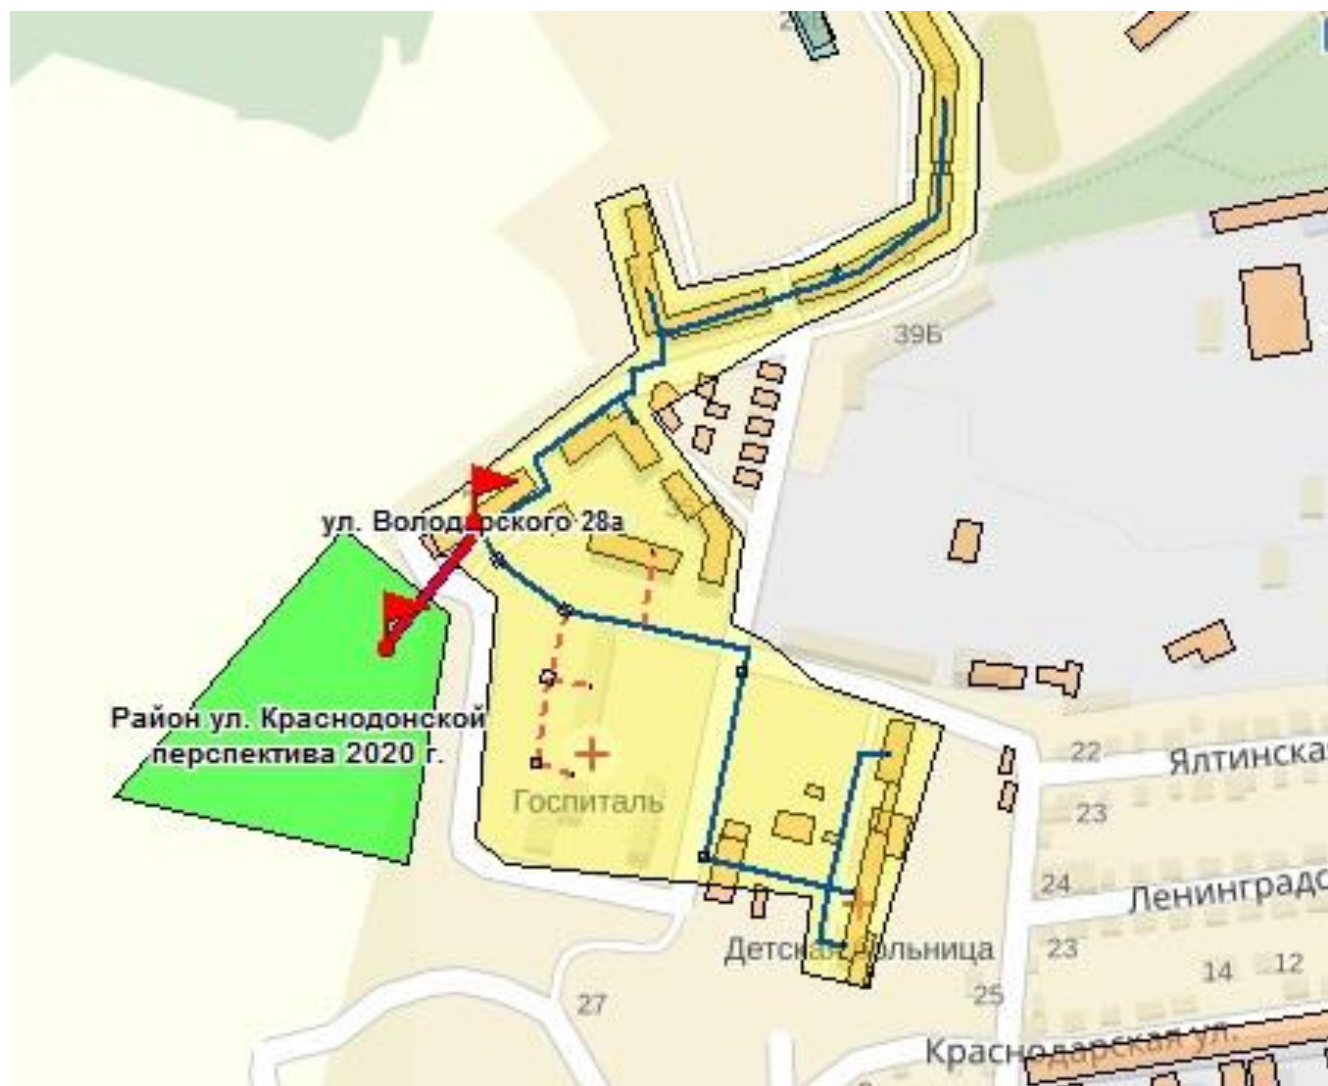 39Б
ул. Володарского 28а
Район ул. Краснодонской
перспектива 2020 г.
Госпиталь
22
Ялтинска
23
24
Ленинградс
Детская больница
23
14
12
25
27
Краснодарская ул.